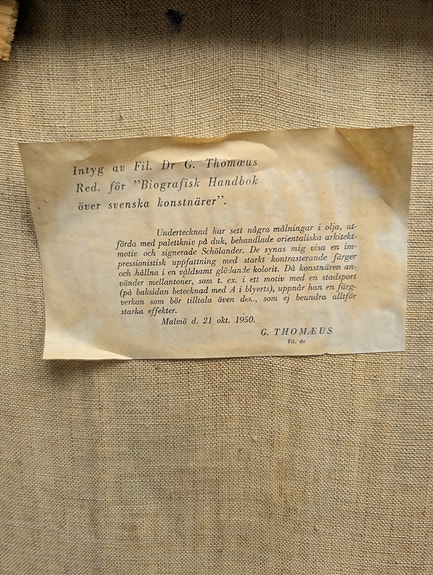 Intyg av Fil. Dr G. Thomæus
Red. för "Biografisk Handbok
över svenska konstnärer".
Undertecknad har sett några målningar i olja, ut-
förda med palettkniv på duk, behandlade orientaliska arkitekt-
motiv och signerade Schölander. De synas mig visa en im-
pressionistisk uppfattning med starkt kontrasterande färger
och hållna i en våldsamt glödande kolorit. Då konstnären an-
vänder mellantoner, som t. ex. i ett motiv med en stadsport
(på baksidan betecknad med A i blyerts), uppnår han en färg-
verkan som bör tilltala även den, som ej beundra alltför
starka effekter.
Malmö d. 21 okt. 1950.
G. THOMÆUS
Fil. dr